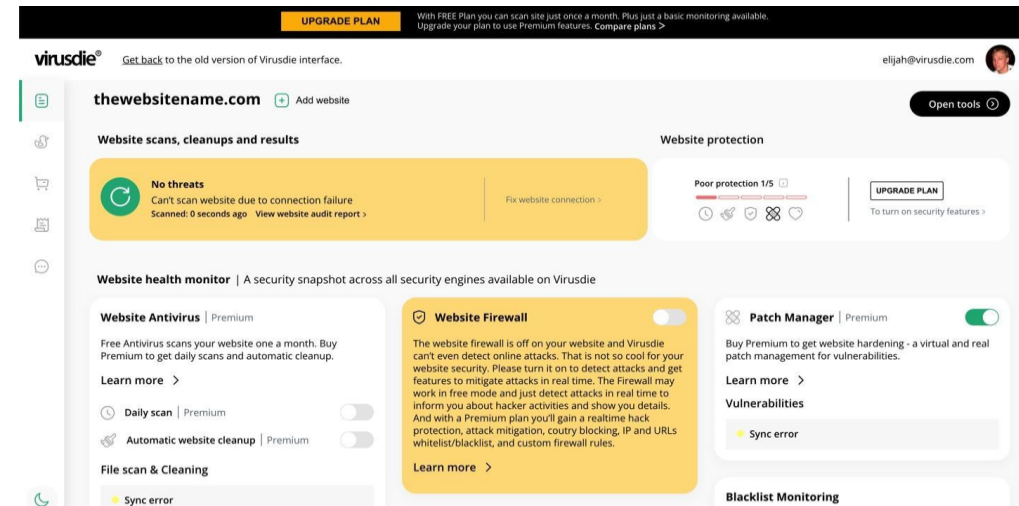 UPGRADE PLAN
With FREE Plan you can scan site just once a month. Plus just a basic monitoring available.
Upgrade your plan to use Premium features. Compare plans >
virusdie®
Get back to the old version of Virusdie interface.
elijah@virusdie.com
thewebsitename.com
+ Add website
Open tools
Website scans, cleanups and results
Website protection
No threats
Can't scan website due to connection failure
Scanned: 0 seconds ago View website audit report >
Fix website connection >
Poor protection 1/5
UPGRADE PLAN
To turn on security features >
Website health monitor | A security snapshot across all security engines available on Virusdie
Website Antivirus | Premium
Free Antivirus scans your website one a month. Buy
Premium to get daily scans and automatic cleanup.
Learn more >
Daily scan | Premium
Automatic website cleanup | Premium
File scan & Cleaning
Sync error
Website Firewall
The website firewall is off on your website and Virusdie
can't even detect online attacks. That is not so cool for your
website security. Please turn it on to detect attacks and get
features to mitigate attacks in real time. The Firewall may
work in free mode and just detect attacks in real time to
inform you about hacker activities and show you details.
And with a Premium plan you'll gain a realtime hack
protection, attack mitigation, coutry blocking, IP and URLs
whitelist/blacklist, and custom firewall rules.
Learn more >
Patch Manager | Premium
Buy Premium to get website hardening - a virtual and real
patch management for vulnerabilities.
Learn more >
Vulnerabilities
Sync error
Blacklist Monitoring